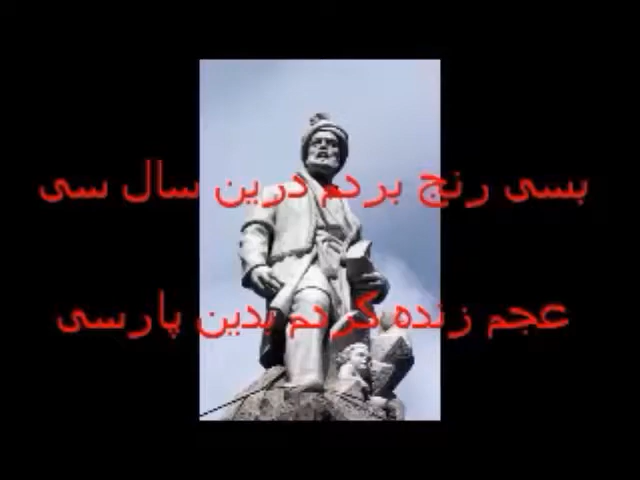 بسی رنج بردم درین سال سی
عجم زنده کردم بدین پارسی